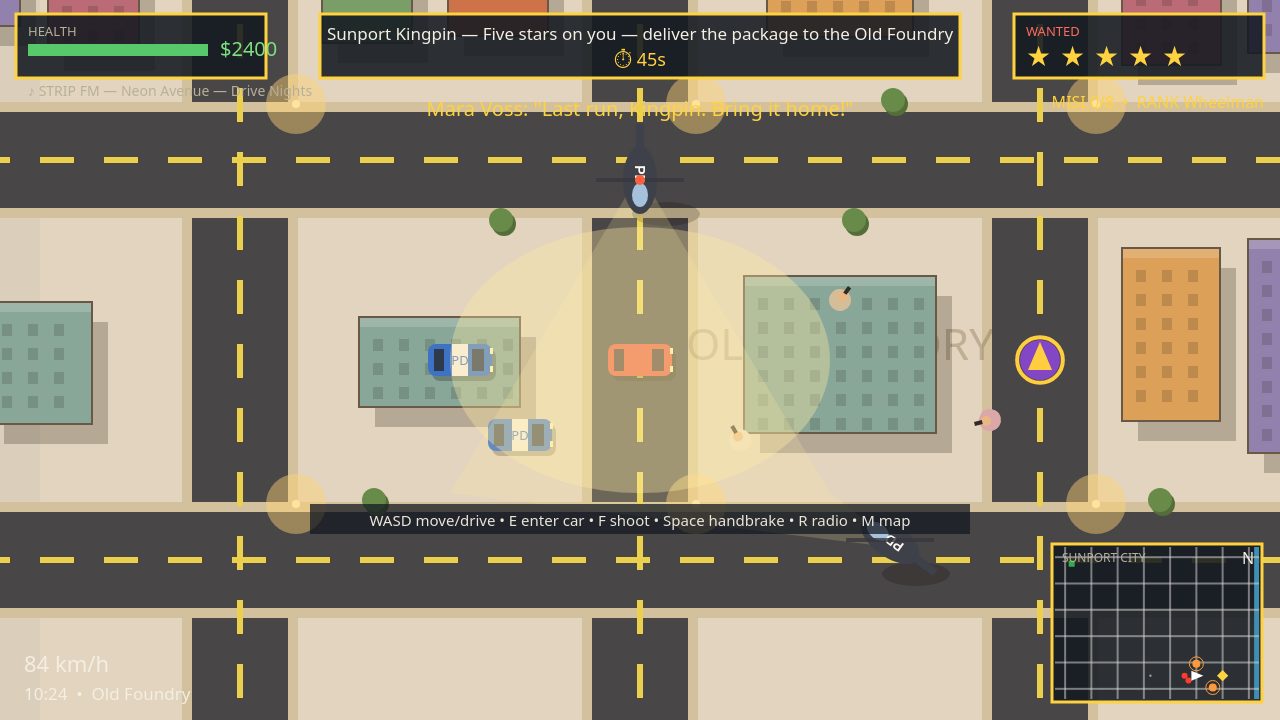 HEALTH
$2400
Sunport Kingpin — Five stars on you — deliver the package to the Old Foundry
⏱ 45s
WANTED
★ ★ ★ ★ ★
♪ STRIP FM — Neon Avenue — Drive Nights
RANK Wheelman
Mara Voss: "Last run, Kingpin. Bring it home!"
PD
PD
PD
WASD move/drive • E enter car • F shoot • Space handbrake • R radio • M map
PD
SUNPORT CITY
N
84 km/h
10:24 • Old Foundry